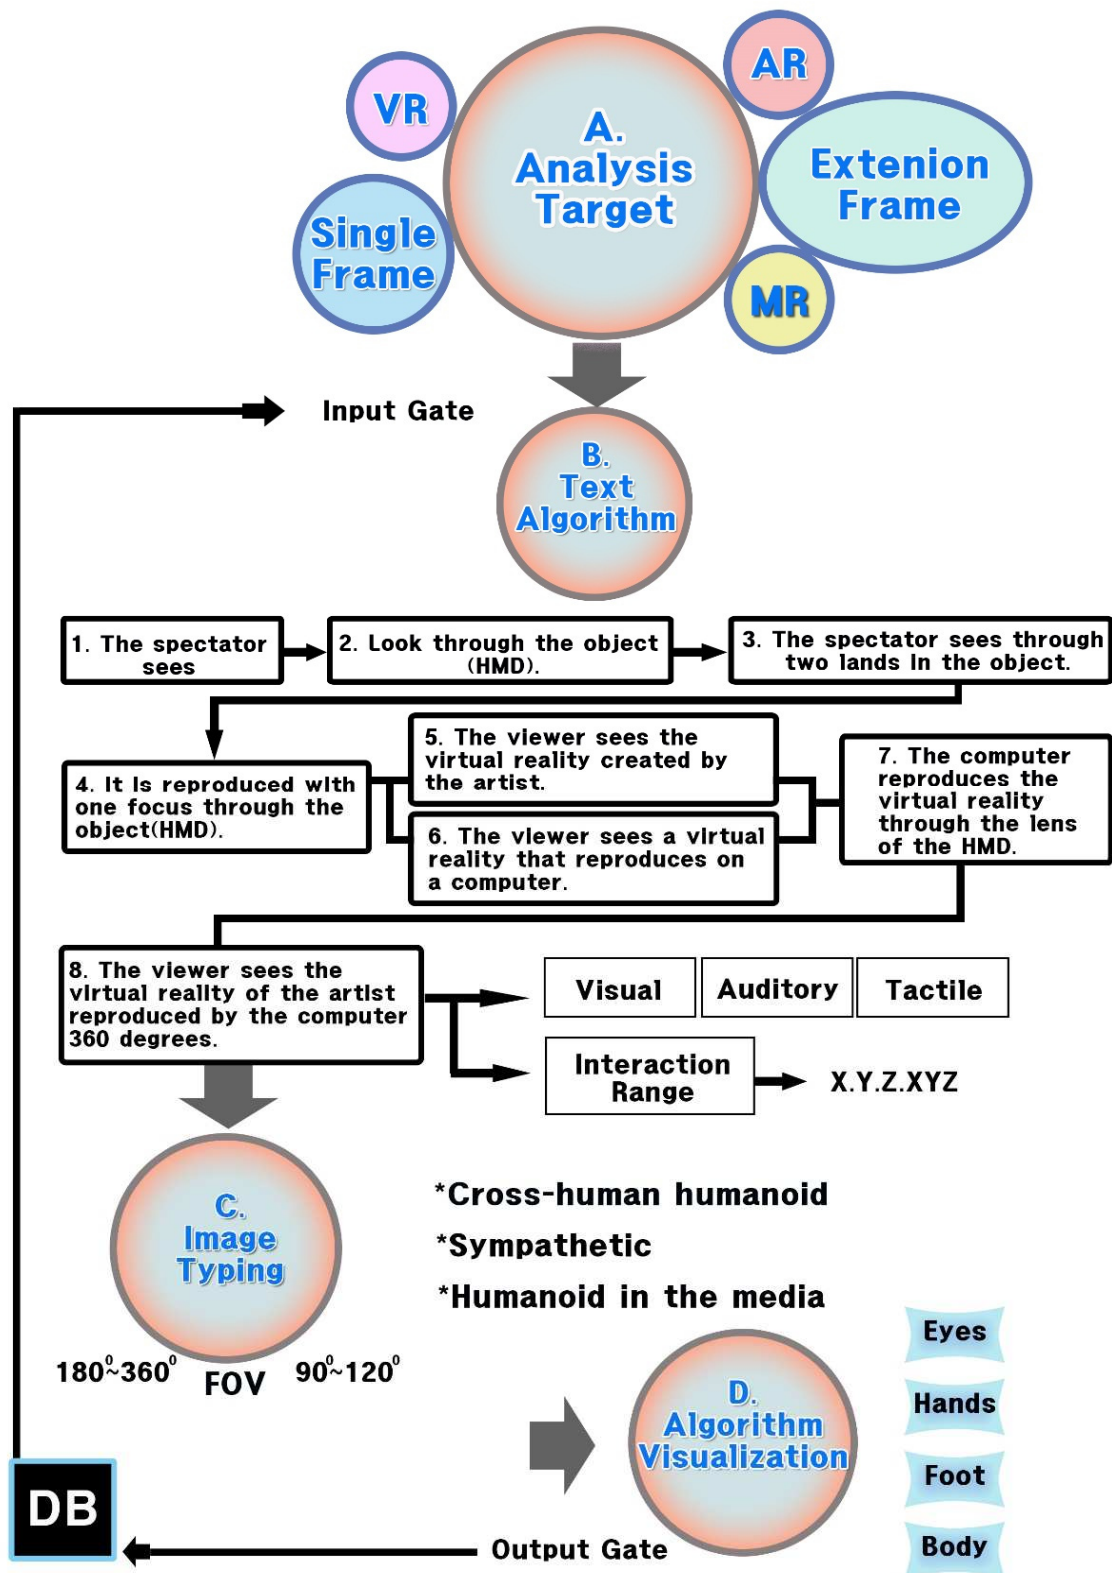 VR
AR
A.
Analysis
Target
Extenion
Frame
Single
Frame
MR
Input Gate
B.
Text
Algorithm
1. The spectator
sees
2. Look through the object
(HMD).
3. The spectator sees through
two lands in the object.
4. It is reproduced with
one focus through the
object(HMD).
5. The viewer sees the
virtual reality created by
the artist.
6. The viewer sees a virtual
reality that reproduces on
a computer.
7. The computer
reproduces the
virtual reality
through the lens
of the HMD.
8. The viewer sees the
virtual reality of the artist
reproduced by the computer
360 degrees.
Visual
Auditory
Tactile
Interaction
Range
X.Y.Z.XYZ
C.
Image
Typing
*Cross-human humanoid
*Sympathetic
*Humanoid in the media
180⁰~360⁰
FOV
90⁰~120⁰
D.
Algorithm
Visualization
Eyes
Hands
Foot
Body
DB
Output Gate